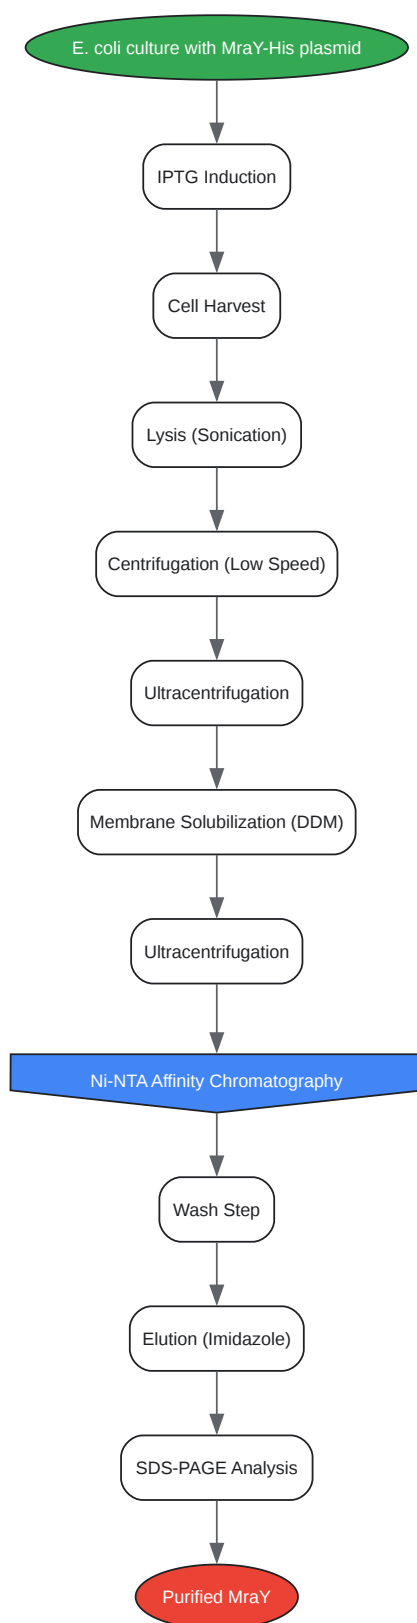 E. coli culture with MraY-His plasmid
IPTG Induction
Cell Harvest
Lysis (Sonication)
Centrifugation (Low Speed)
Ultracentrifugation
Membrane Solubilization (DDM)
Ultracentrifugation
Ni-NTA Affinity Chromatography
Wash Step
Elution (Imidazole)
SDS-PAGE Analysis
Purified MraY